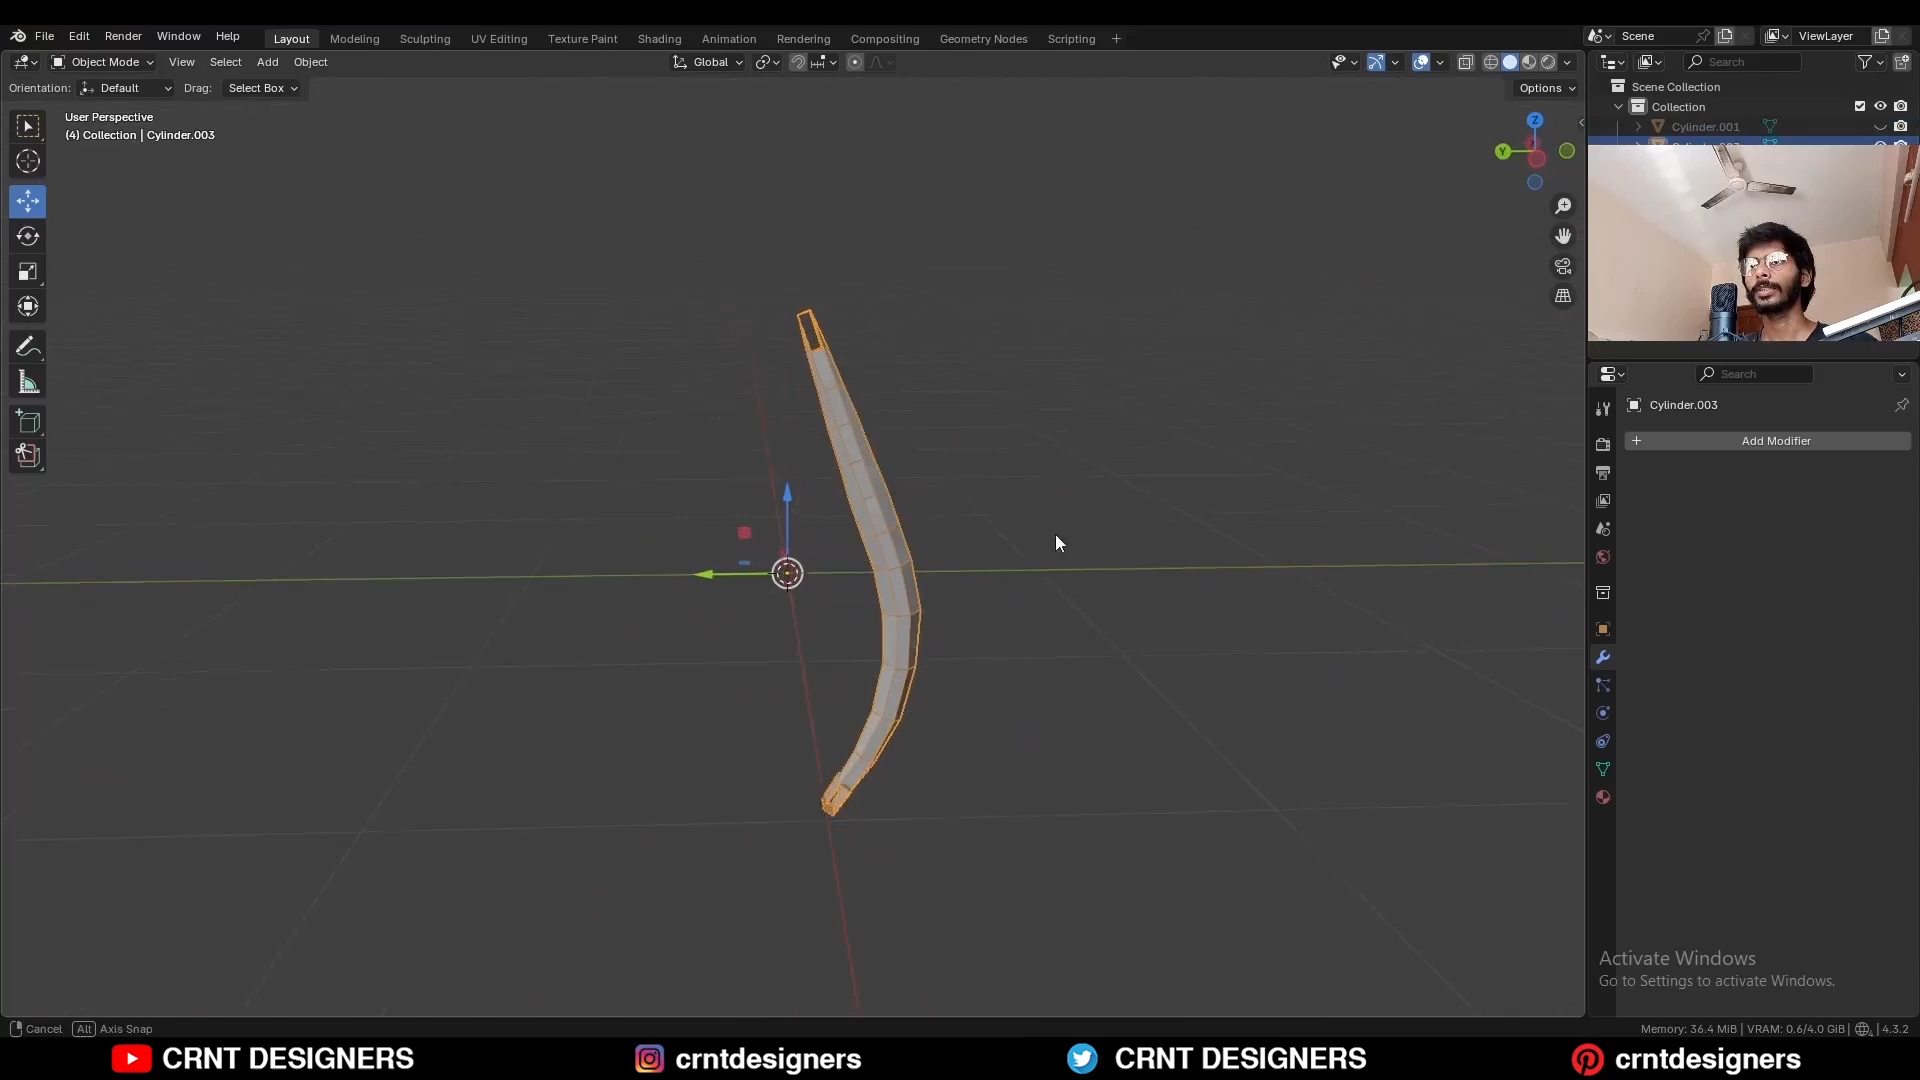 File Edit Render Window Help
Layout Modeling Sculpting UV Editing Texture Paint Shading Animation Rendering Compositing Geometry Nodes Scripting
Scene
ViewLayer
Object Mode View Select Add Object
Global
Search
Orientation: Default Drag: Select Box
Options
Scene Collection
Collection
Cylinder.001
User Perspective
(4) Collection | Cylinder.003
Z
Y
Search
Cylinder.003
Add Modifier
Activate Windows
Go to Settings to activate Windows.
Cancel Alt Axis Snap
Memory: 36.4 MiB | VRAM: 0.6/4.0 GiB | 4.3.2
CRNT DESIGNERS crntdesigners CRNT DESIGNERS crntdesigners